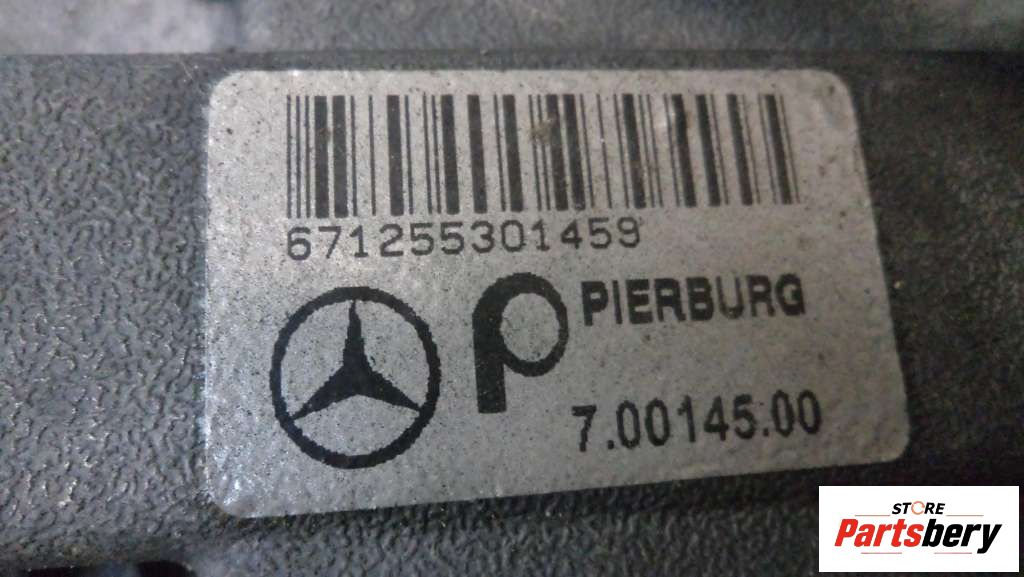 671255301459
PIERBURG
7.00145.00
STORE
Partsbery